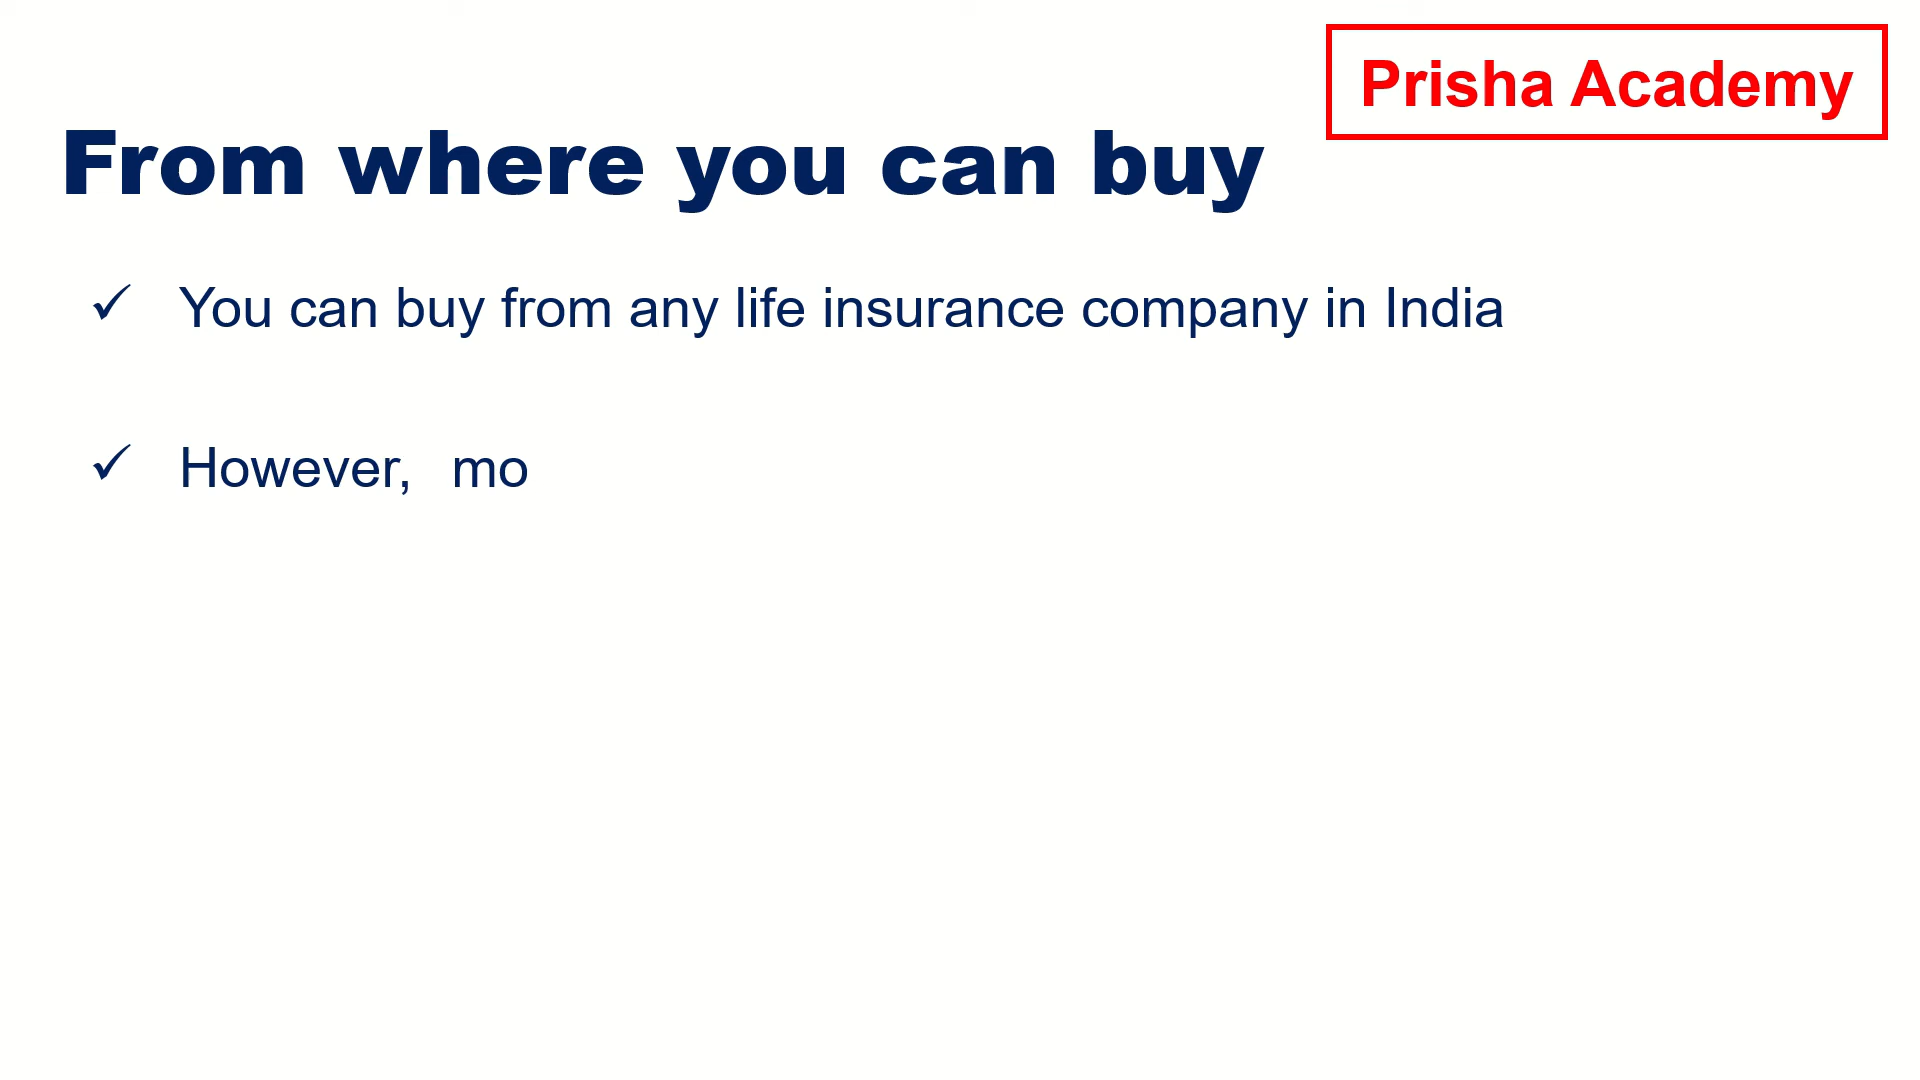 Prisha Academy
From where you can buy
✓ You can buy from any life insurance company in India
✓ However, mo